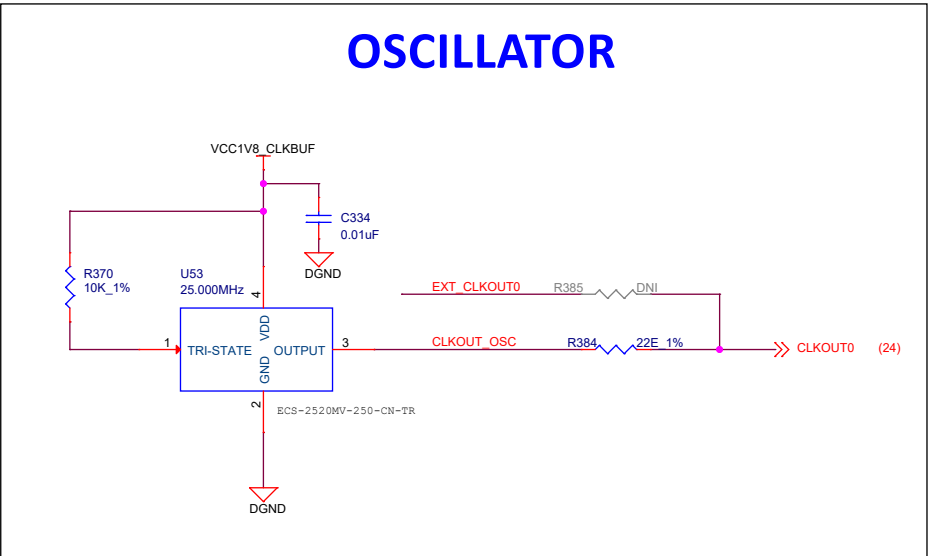 OSCILLATOR
VCC1V8_CLKBUF
C334
0.01uF
DGND
R370
10K_1%
U53
25.000MHz
4
EXT_CLKOUT0
R385
DNI
1
TRI-STATE
VDD
GND
OUTPUT
3
CLKOUT_OSC
R384
22E_1%
CLKOUT0
(24)
2
ECS-2520MV-250-CN-TR
DGND